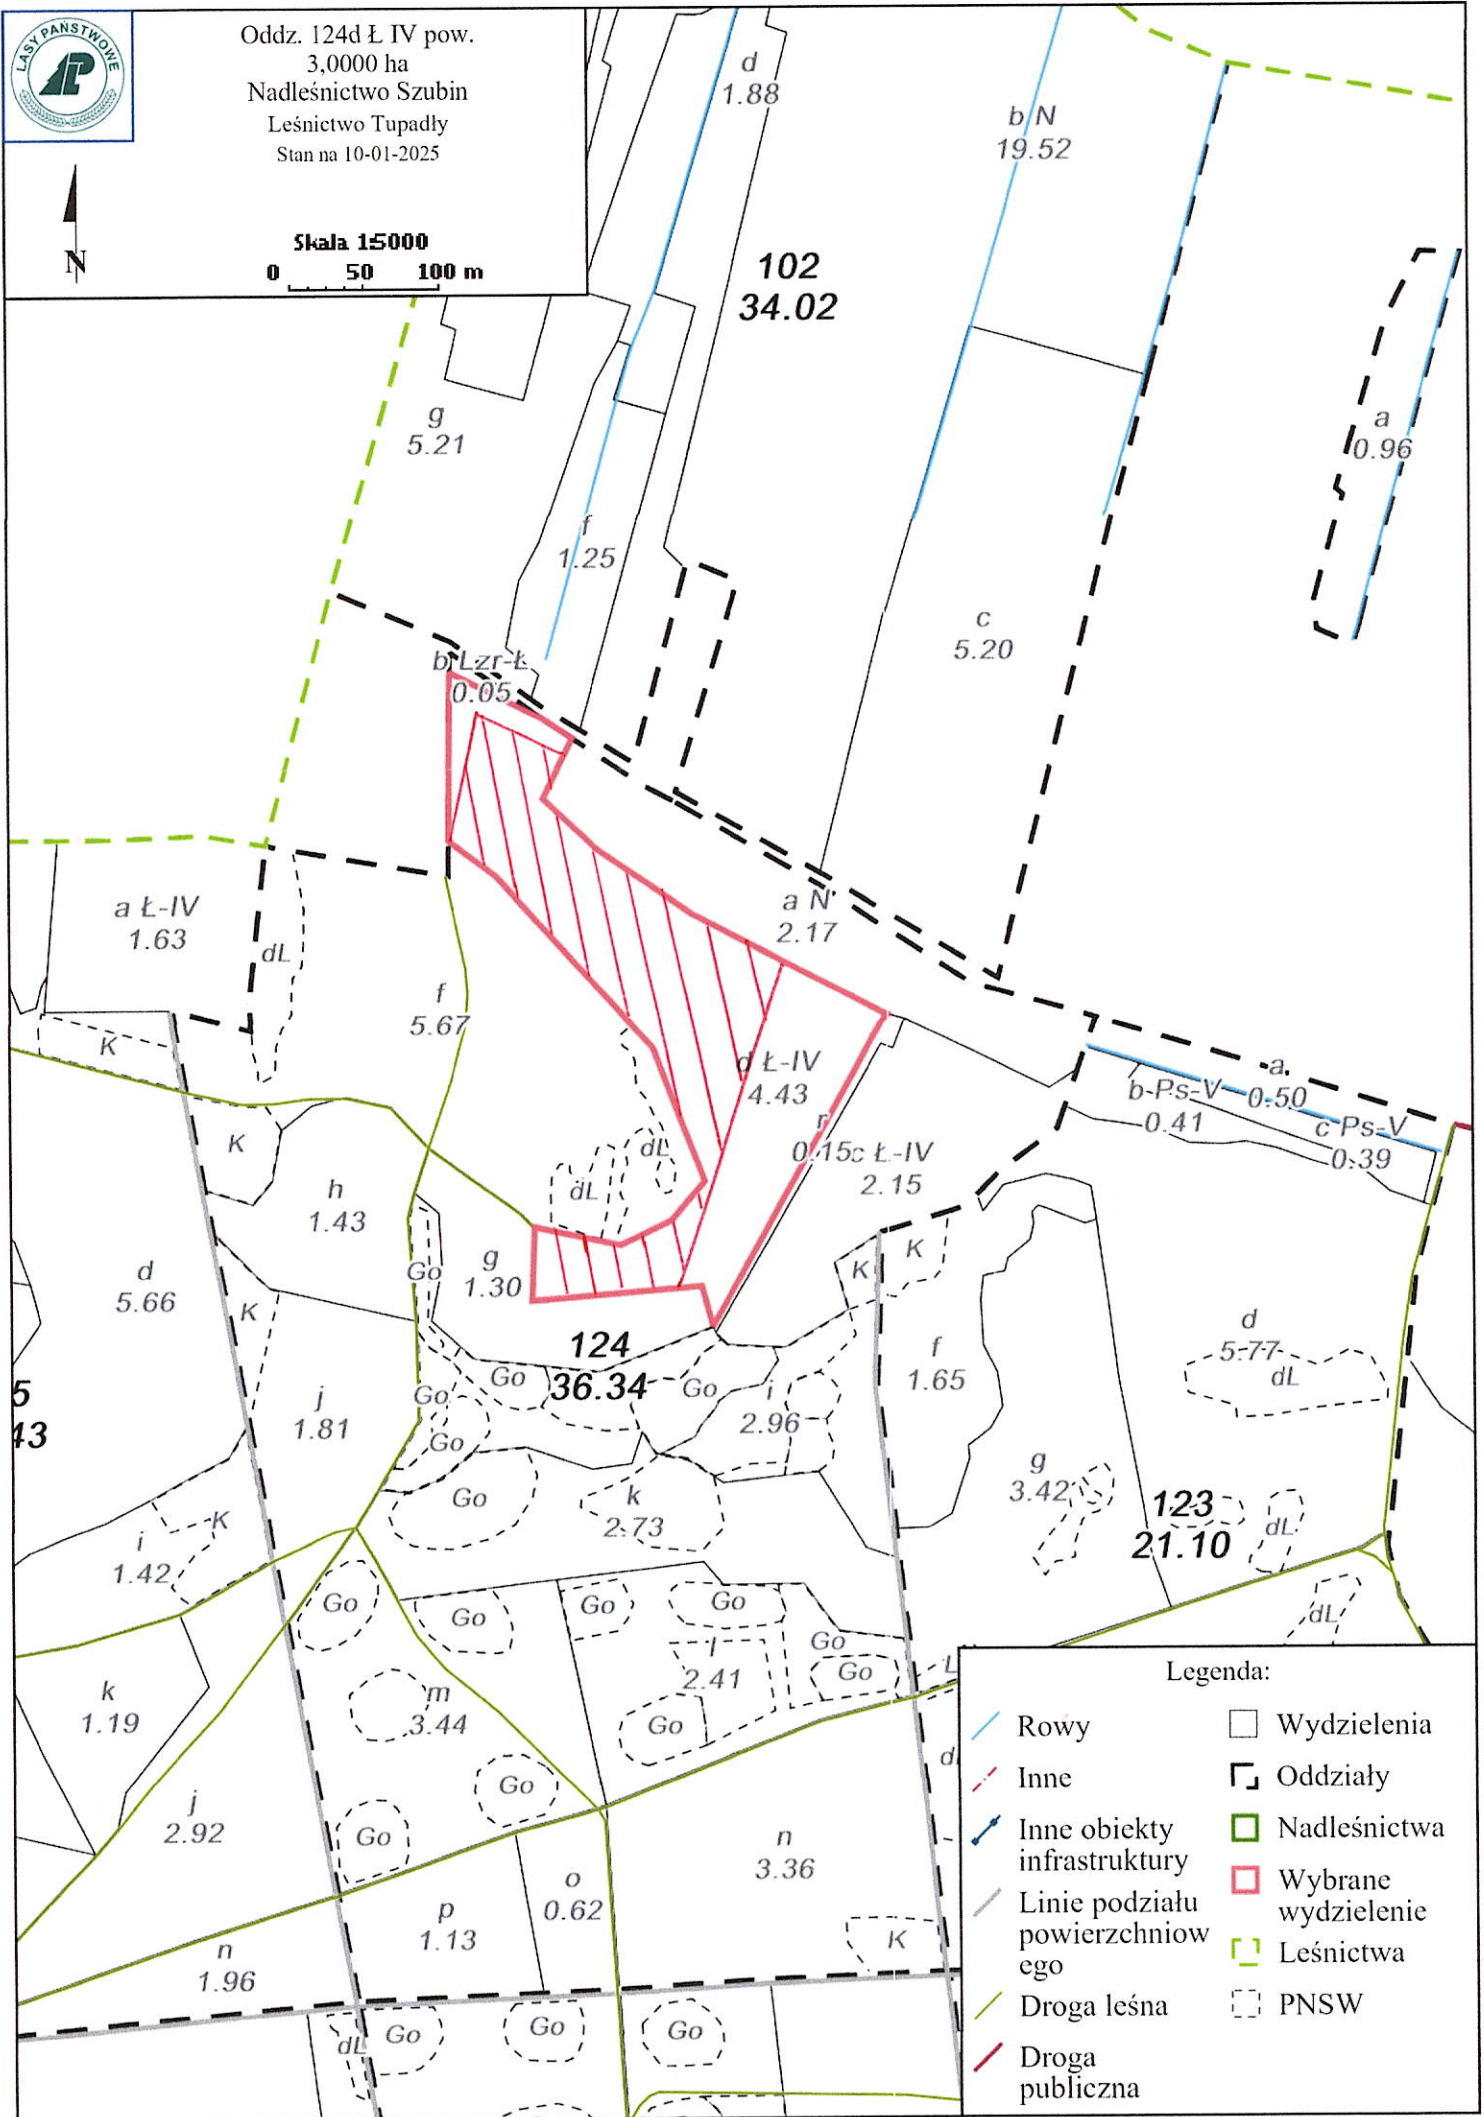 LASY PAŃSTWOWE
Oddz. 124d Ł IV pow.
3,0000 ha
Nadleśnictwo Szubin
Leśnictwo Tupadły
Stan na 10-01-2025
N
Skala 1:5000
0 50 100 m
d
1.88
b N
19.52
102
34.02
a
0.96
g
5.21
f
1.25
c
5.20
b Lzr-Ł
0.05
a Ł-IV
1.63
dL
a N
2.17
f
5.67
K
d Ł-IV
4.43
a
0.50
b-Ps-V
0.41
c Ps-V
0.39
K
dL
r
0.15
c Ł-IV
2.15
dL
h
1.43
g
1.30
Go
K
K
d
5.66
K
124
36.34
f
1.65
d
5.77
dL
5
43
j
1.81
Go
Go
Go
i
2.96
Go
g
3.42
123
21.10
dL
Go
k
2.73
i
1.42
K
Go
Go
Go
Go
dL
l
2.41
Go
Go
L
k
1.19
m
3.44
Go
j
2.92
Go
Go
n
3.36
o
0.62
p
1.13
K
n
1.96
dL
Go
Go
Go
Legenda:
Rowy
Inne
Inne obiekty
infrastruktury
Linie podziału
powierzchniow
ego
Droga leśna
Droga
publiczna
Wydzielenia
Oddziały
Nadleśnictwa
Wybrane
wydzielenie
Leśnictwa
PNSW